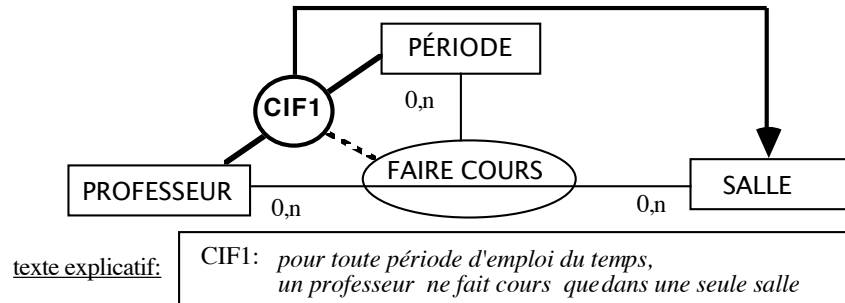 PÉRIODE
CIF1
0,n
FAIRE COURS
PROFESSEUR
SALLE
0,n
0,n
texte explicatif:
CIF1: pour toute période d'emploi du temps,
un professeur ne fait cours que dans une seule salle